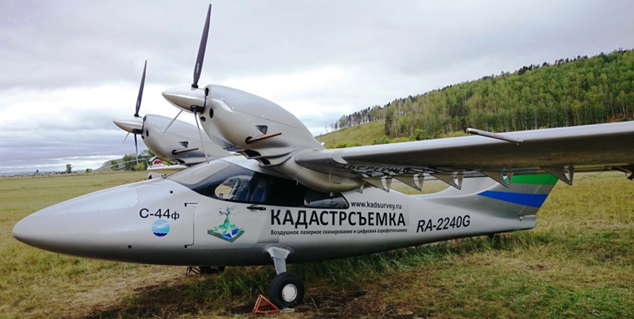 www.kadsurvey.ru
С-44ф
КАДАСТРСЪЕМКА
Воздушное лазерное сканирование и цифровая аэрофотосъемка
RA-2240G